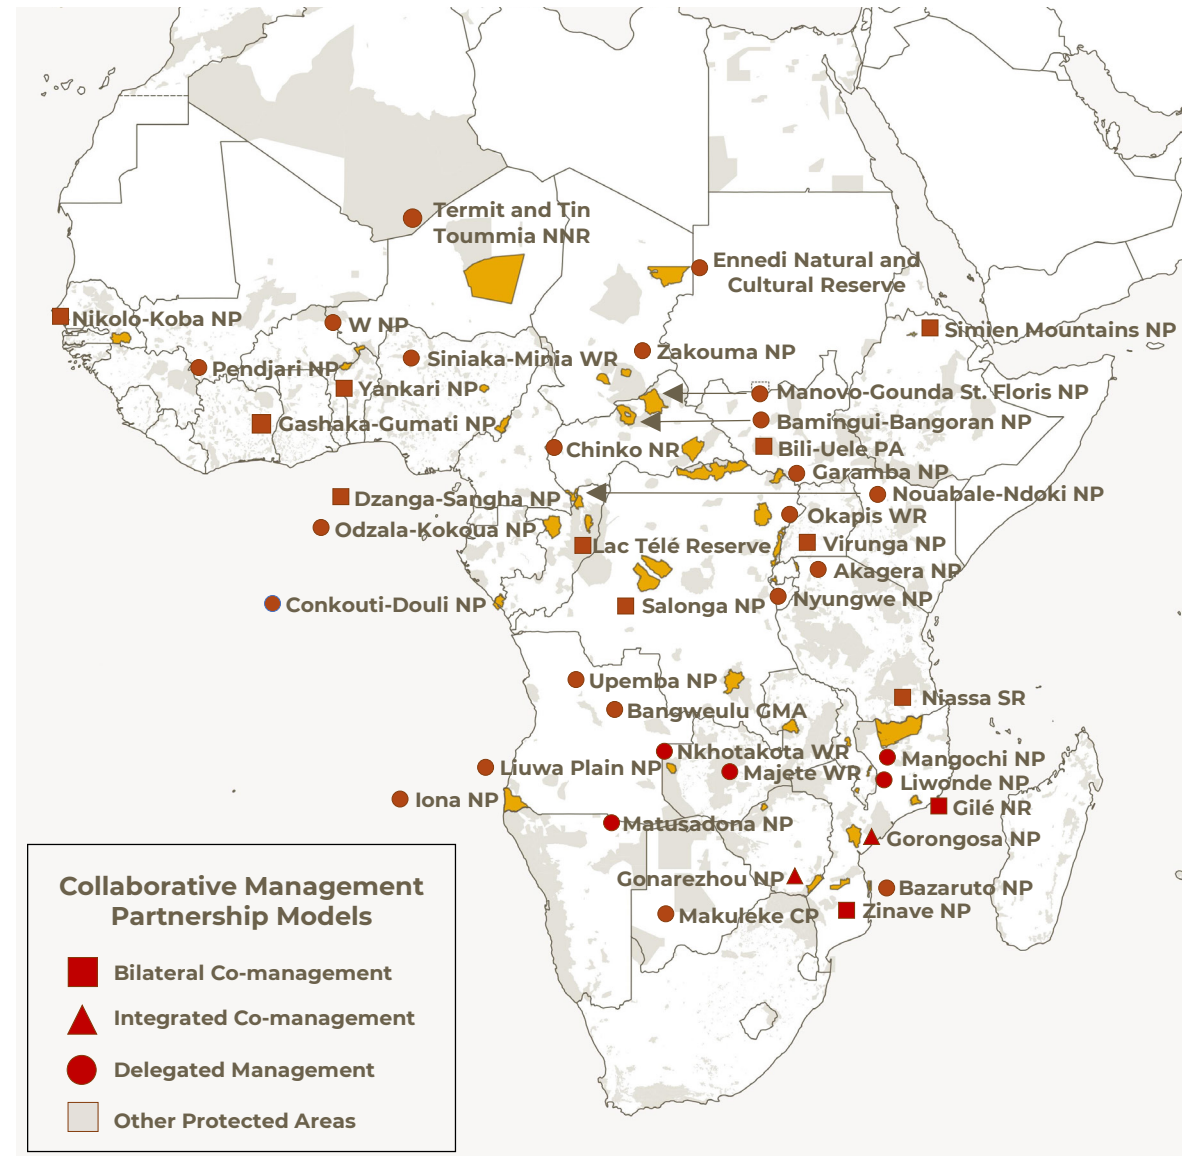 Termit and Tin
Toummia NNR
Ennedi Natural and
Cultural Reserve
Nikolo-Koba NP
W NP
Simien Mountains NP
Siniaka-Minia WR
Zakouma NP
Pendjari NP
Yankari NP
Manovo-Gounda St. Floris NP
Gashaka-Gumati NP
Bamingui-Bangoran NP
Chinko NR
Bili-Uele PA
Garamba NP
Dzanga-Sangha NP
Nouabale-Ndoki NP
Odzala-Kokoua NP
Okapis WR
Lac Télé Reserve
Virunga NP
Akagera NP
Conkouti-Douli NP
Salonga NP
Nyungwe NP
Upemba NP
Niassa SR
Bangweulu GMA
Nkhotakota WR
Mangochi NP
Liuwa Plain NP
Majete WR
Liwonde NP
Iona NP
Gilé NR
Matusadona NP
Gorongosa NP
Gonarezhou NP
Bazaruto NP
Makuleke CP
Zinave NP
Collaborative Management
Partnership Models
Bilateral Co-management
Integrated Co-management
Delegated Management
Other Protected Areas